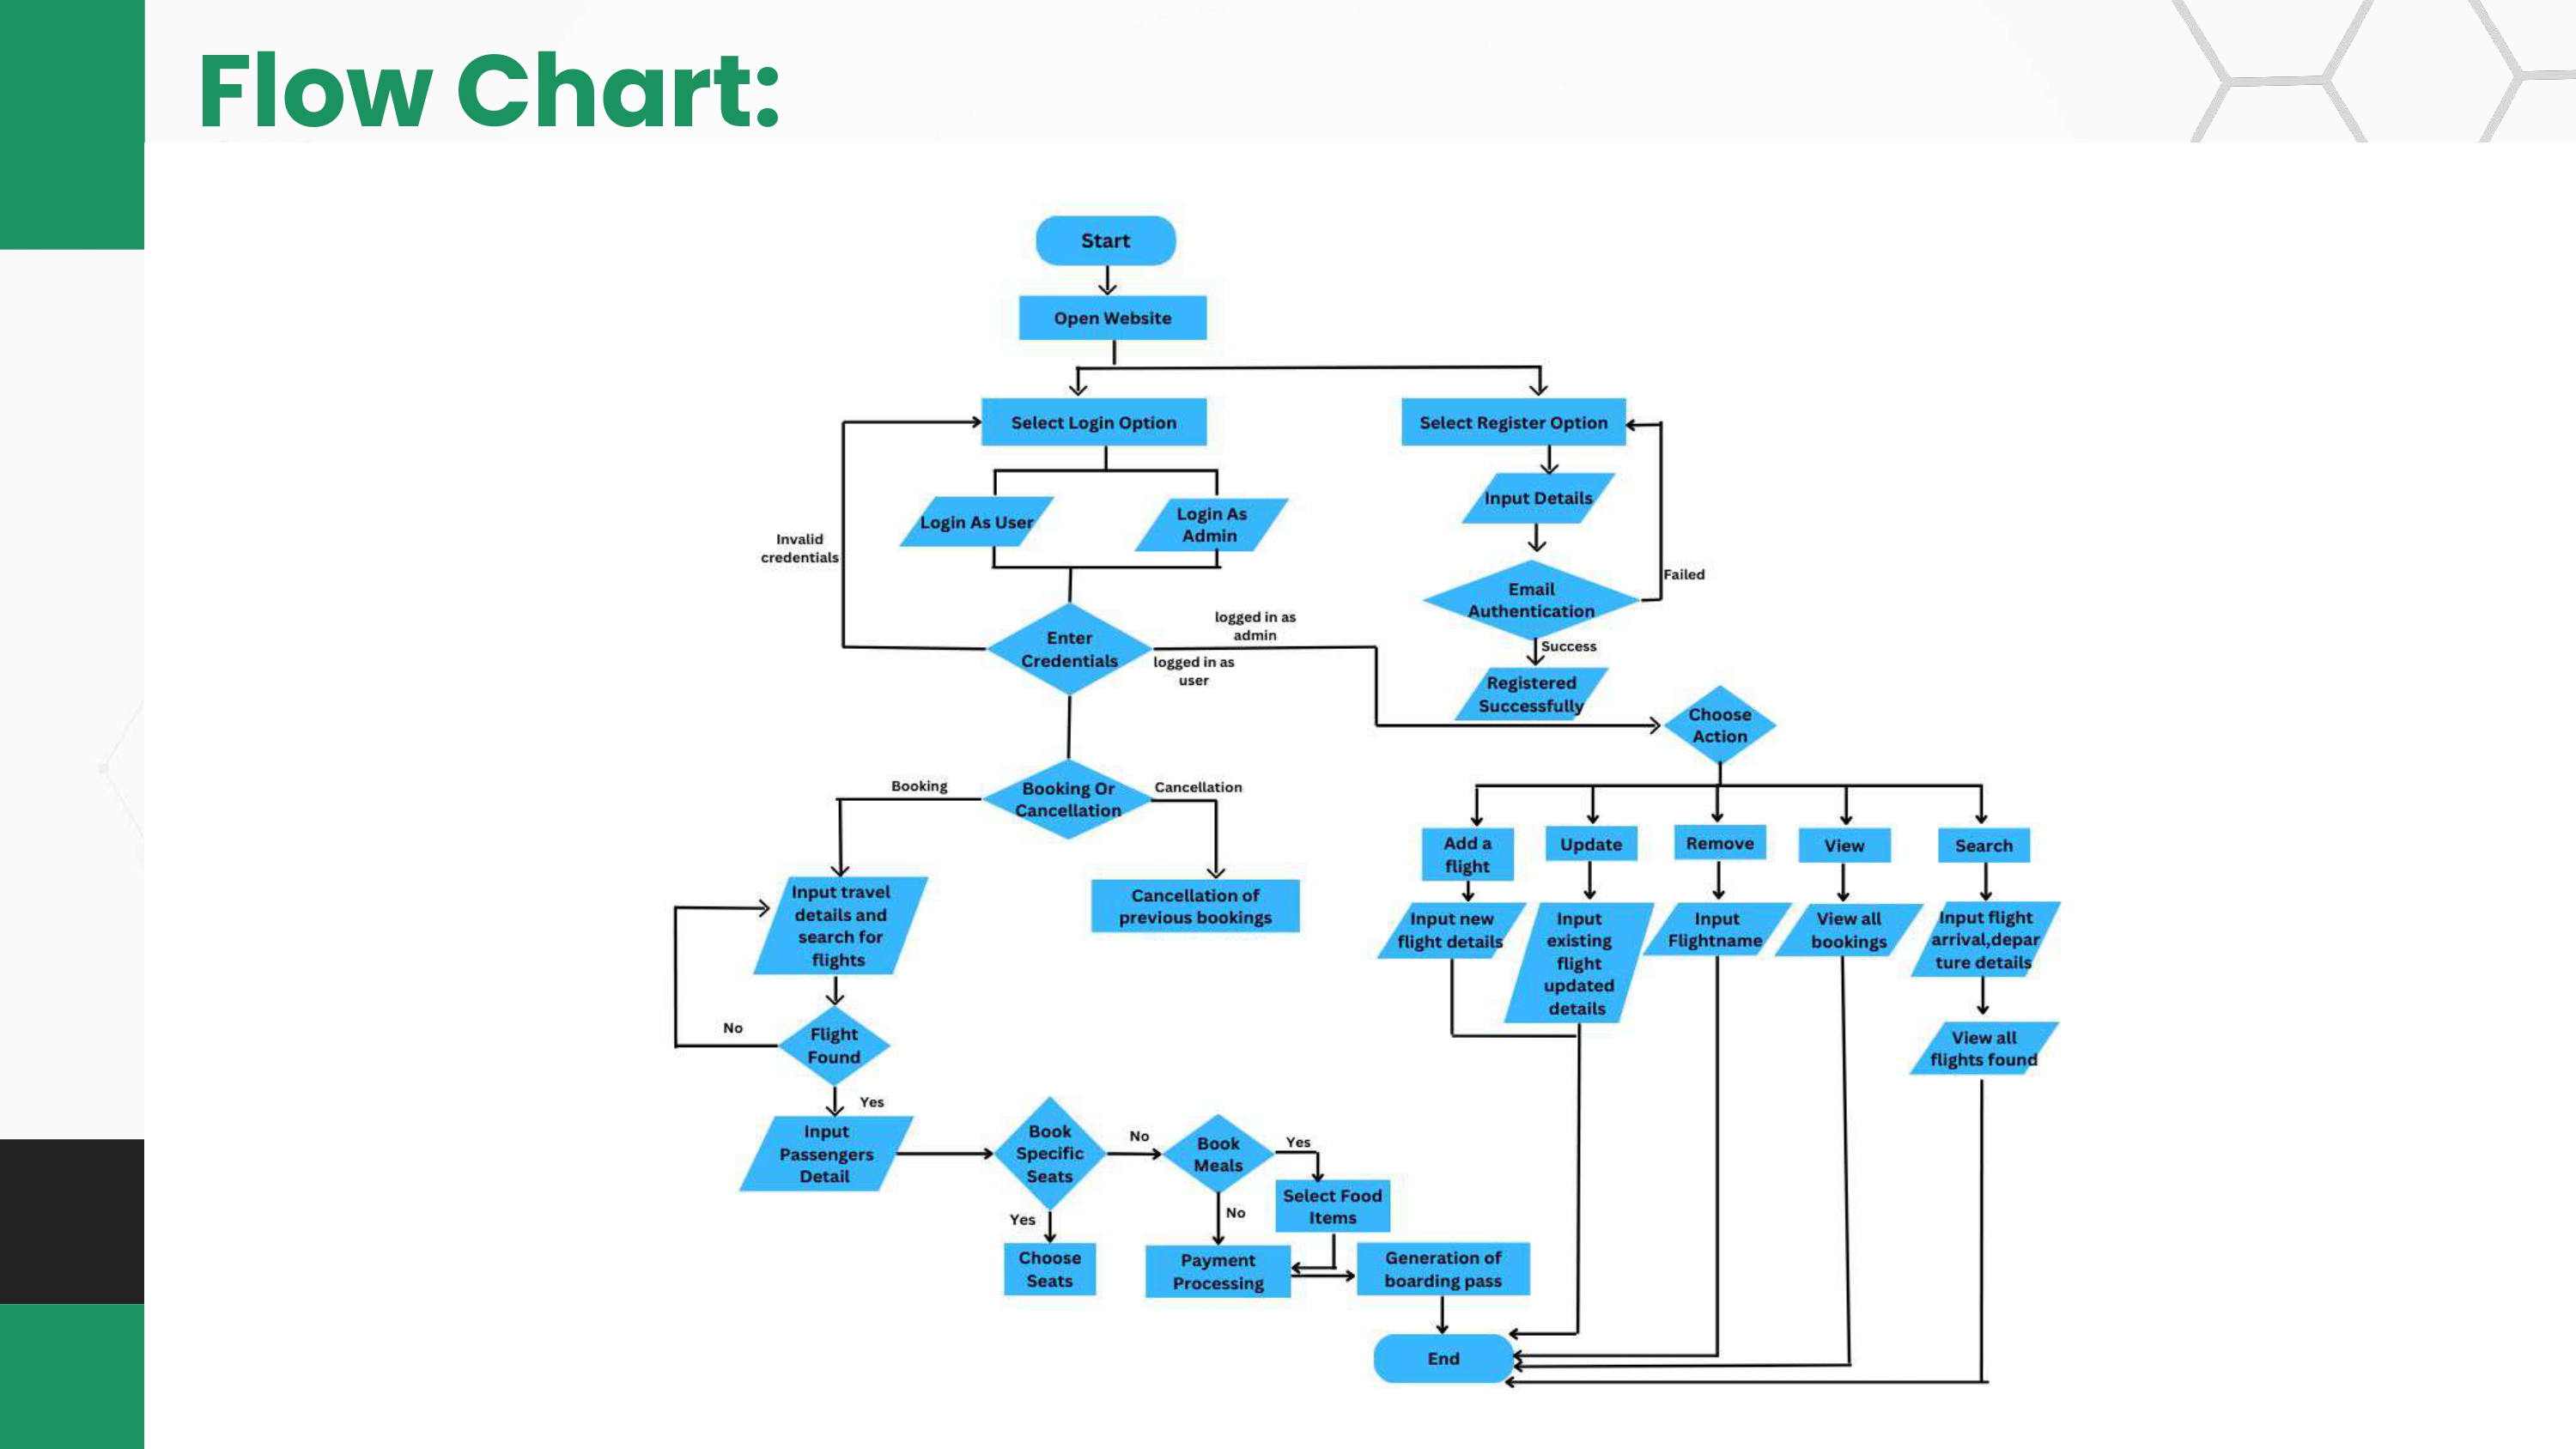 Flow Chart:
Start
Open Website
Select Login Option
Select Register Option
Login As User
Login As
Admin
Input Details
Invalid
credentials
Email
Authentication
Failed
Enter
Credentials
logged in as
admin
logged in as
user
Success
Registered
Successfully
Choose
Action
Booking
Booking Or
Cancellation
Cancellation
Add a
flight
Update
Remove
View
Search
Input travel
details and
search for
flights
Cancellation of
previous bookings
Input new
flight details
Input
existing
flight
updated
details
Input
Flightname
View all
bookings
Input flight
arrival,depar
ture details
No
Flight
Found
View all
flights found
Yes
Input
Passengers
Detail
Book
Specific
Seats
No
Book
Meals
Yes
Select Food
Items
Yes
No
Choose
Seats
Payment
Processing
Generation of
boarding pass
End